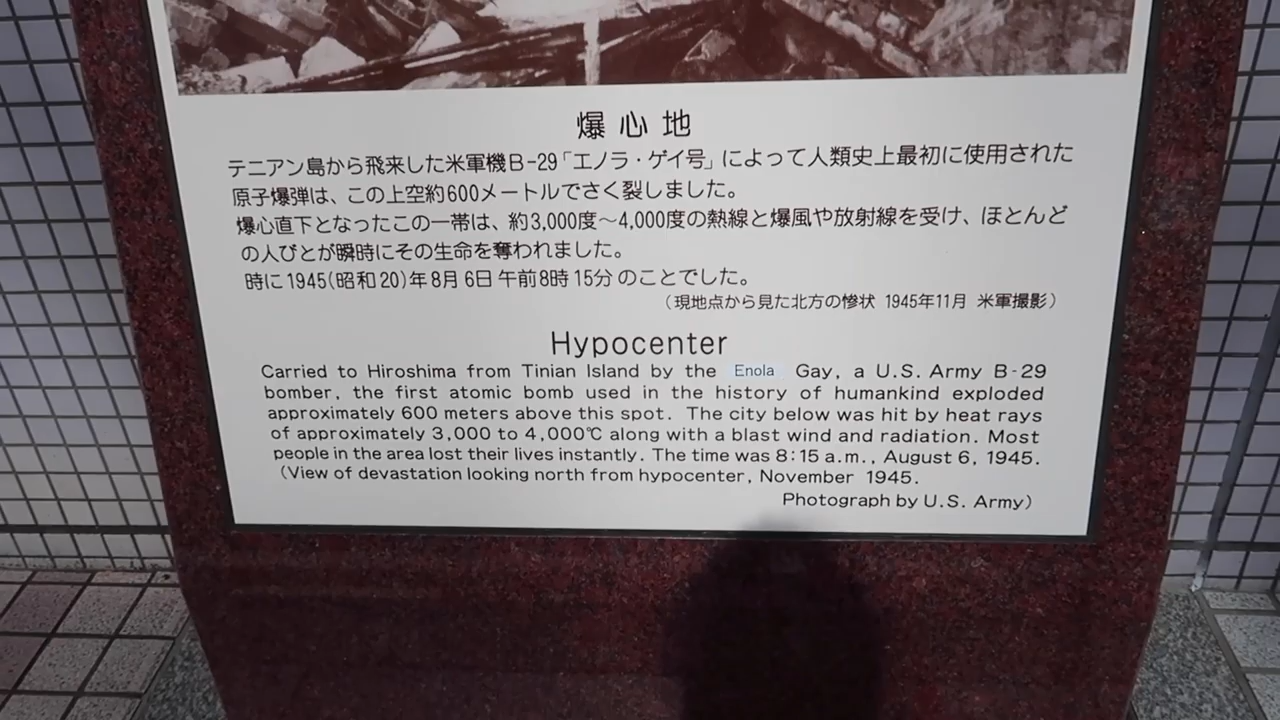 爆心地
テニアン島から飛来した米軍機B-29「エノラ・ゲイ号」によって人類史上最初に使用された
原子爆弾は、この上空約600メートルでさく裂しました。
爆心直下となったこの一帯は、約3,000度～4,000度の熱線と爆風や放射線を受け、ほとんど
の人びとが瞬時にその生命を奪われました。
時に1945(昭和20)年8月6日午前8時15分のことでした。
（現地点から見た北方の惨状 1945年11月 米軍撮影）
Hypocenter
Carried to Hiroshima from Tinian Island by the Enola Gay, a U.S. Army B-29
bomber, the first atomic bomb used in the history of humankind exploded
approximately 600 meters above this spot. The city below was hit by heat rays
of approximately 3,000 to 4,000℃ along with a blast wind and radiation. Most
people in the area lost their lives instantly. The time was 8:15 a.m., August 6, 1945.
(View of devastation looking north from hypocenter, November 1945.
Photograph by U.S. Army)